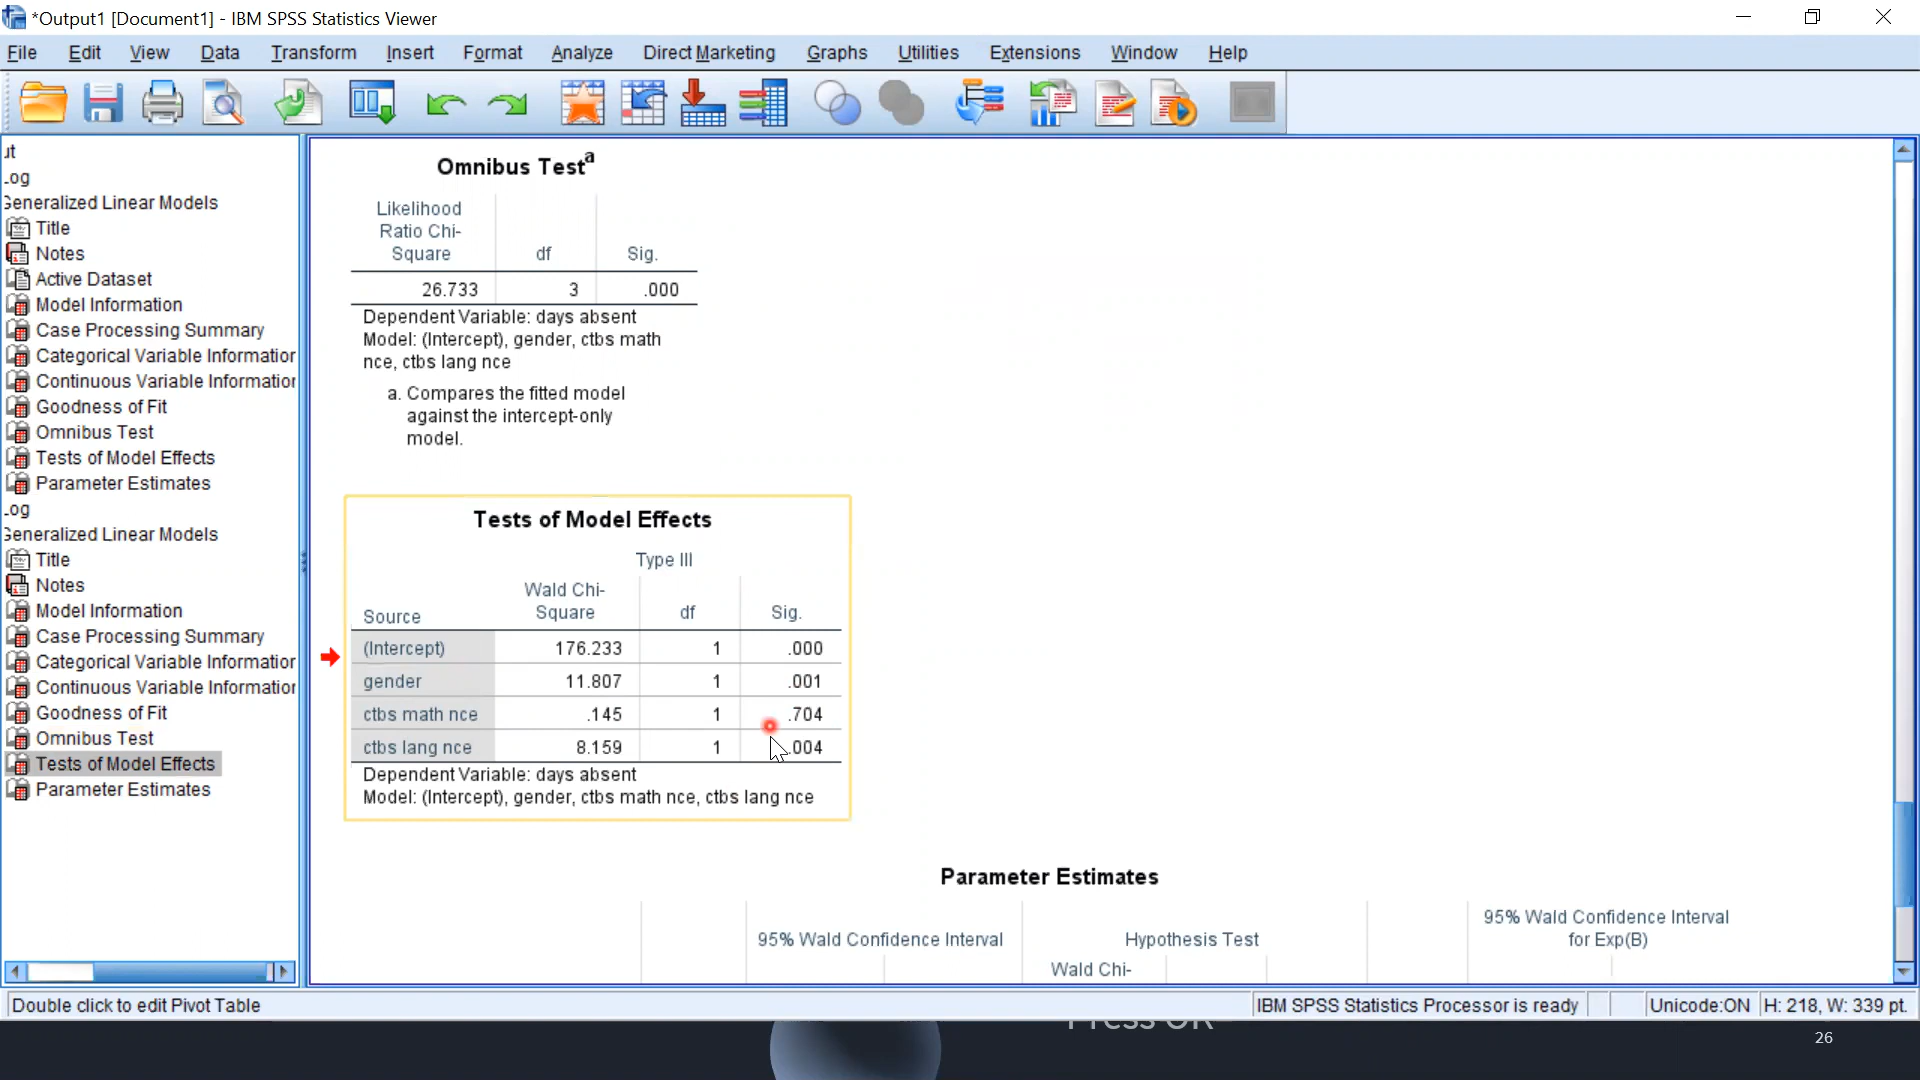 *Output1 [Document1] - IBM SPSS Statistics Viewer
File Edit View Data Transform Insert Format Analyze Direct Marketing Graphs Utilities Extensions Window Help
Log
Generalized Linear Models
Title
Notes
Active Dataset
Model Information
Case Processing Summary
Categorical Variable Information
Continuous Variable Information
Goodness of Fit
Omnibus Test
Tests of Model Effects
Parameter Estimates
Log
Generalized Linear Models
Title
Notes
Model Information
Case Processing Summary
Categorical Variable Information
Continuous Variable Information
Goodness of Fit
Omnibus Test
Tests of Model Effects
Parameter Estimates
Omnibus Testᵃ
Likelihood
Ratio Chi-
Square df Sig.
26.733 3 .000
Dependent Variable: days absent
Model: (Intercept), gender, ctbs math
nce, ctbs lang nce
a. Compares the fitted model
against the intercept-only
model.
Tests of Model Effects
Type III
Wald Chi-
Source Square df Sig.
(Intercept) 176.233 1 .000
gender 11.807 1 .001
ctbs math nce .145 1 .704
ctbs lang nce 8.159 1 .004
Dependent Variable: days absent
Model: (Intercept), gender, ctbs math nce, ctbs lang nce
Parameter Estimates
95% Wald Confidence Interval
Hypothesis Test
95% Wald Confidence Interval
for Exp(B)
Wald Chi-
Double click to edit Pivot Table
IBM SPSS Statistics Processor is ready
Unicode:ON
H: 218, W: 339 pt.
Press OK
26